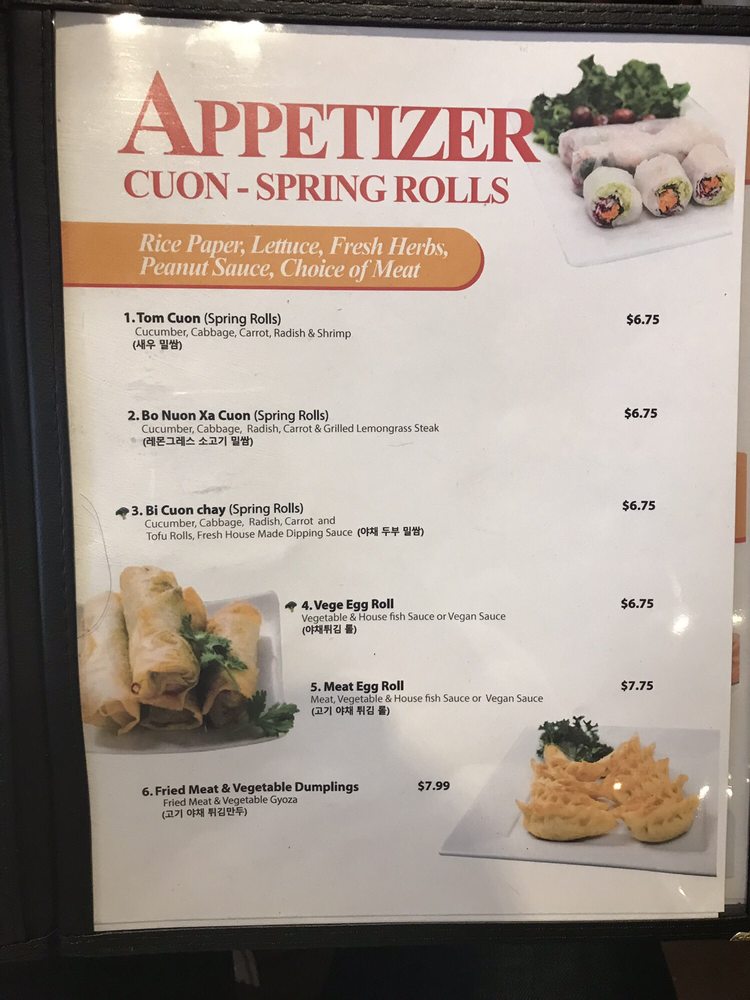 APPETIZER
CUON - SPRING ROLLS
Rice Paper, Lettuce, Fresh Herbs,
Peanut Sauce, Choice of Meat
1. Tom Cuon (Spring Rolls) $6.75
Cucumber, Cabbage, Carrot, Radish & Shrimp
(새우 밀쌈)
2. Bo Nuon Xa Cuon (Spring Rolls) $6.75
Cucumber, Cabbage, Radish, Carrot & Grilled Lemongrass Steak
(레몬그레스 소고기 밀쌈)
3. Bi Cuon chay (Spring Rolls) $6.75
Cucumber, Cabbage, Radish, Carrot and
Tofu Rolls, Fresh House Made Dipping Sauce (야채 두부 밀쌈)
4. Vege Egg Roll $6.75
Vegetable & House fish Sauce or Vegan Sauce
(야채튀김 롤)
5. Meat Egg Roll $7.75
Meat, Vegetable & House fish Sauce or Vegan Sauce
(고기 야채 튀김 롤)
6. Fried Meat & Vegetable Dumplings $7.99
Fried Meat & Vegetable Gyoza
(고기 야채 튀김만두)